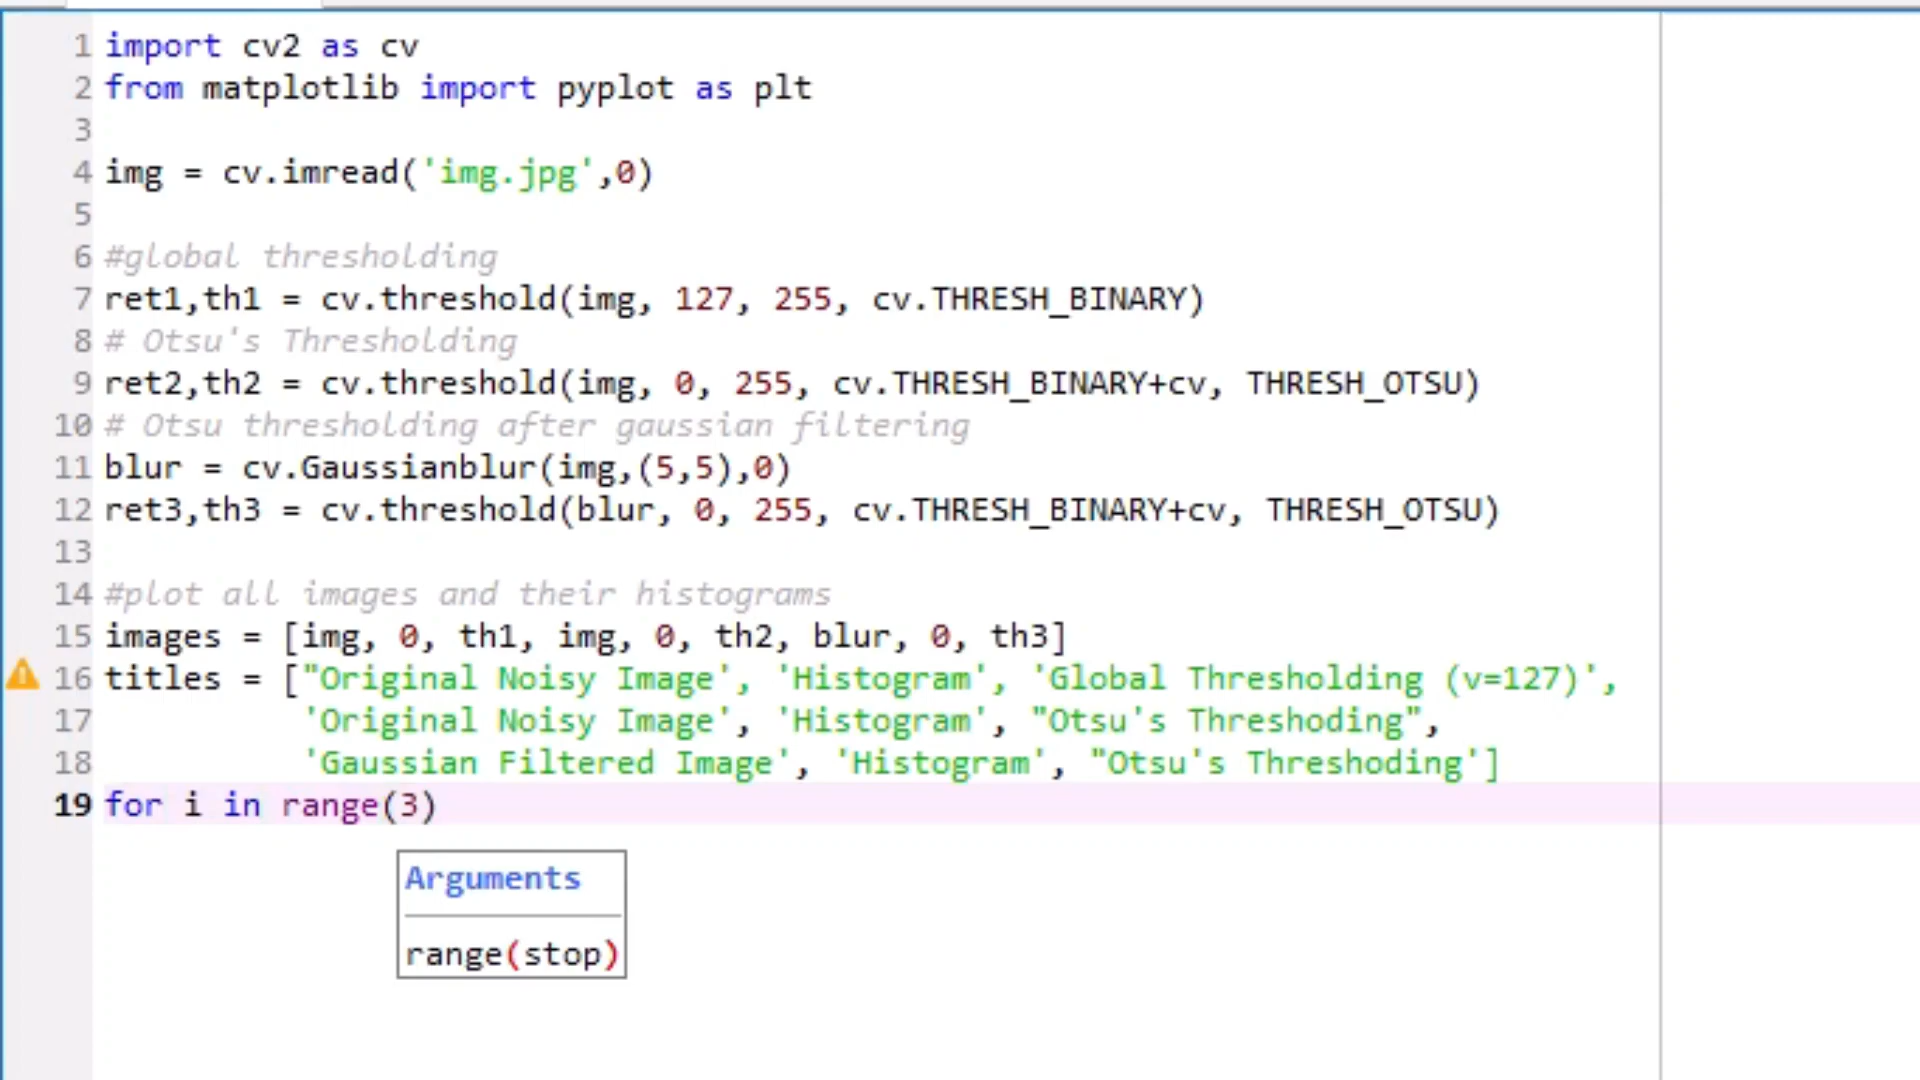 1 import cv2 as cv
2 from matplotlib import pyplot as plt
3
4 img = cv.imread('img.jpg',0)
5
6 #global thresholding
7 ret1,th1 = cv.threshold(img, 127, 255, cv.THRESH_BINARY)
8 # Otsu's Thresholding
9 ret2,th2 = cv.threshold(img, 0, 255, cv.THRESH_BINARY+cv, THRESH_OTSU)
10 # Otsu thresholding after gaussian filtering
11 blur = cv.Gaussianblur(img,(5,5),0)
12 ret3,th3 = cv.threshold(blur, 0, 255, cv.THRESH_BINARY+cv, THRESH_OTSU)
13
14 #plot all images and their histograms
15 images = [img, 0, th1, img, 0, th2, blur, 0, th3]
16 titles = ["Original Noisy Image', 'Histogram', 'Global Thresholding (v=127)',
17 'Original Noisy Image', 'Histogram', "Otsu's Threshoding",
18 'Gaussian Filtered Image', 'Histogram', "Otsu's Threshoding']
19 for i in range(3)
Arguments
range(stop)